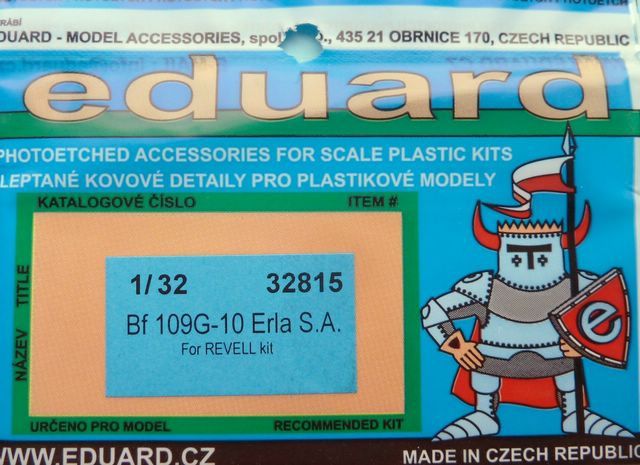 RÁBÍ
DUARD - MODEL ACCESSORIES, spol. 435 21 OBRNICE 170, CZECH REPUBLIC
eduard
PHOTOETCHED ACCESSORIES FOR SCALE PLASTIC KITS
LEPTANÉ KOVOVÉ DETAILY PRO PLASTIKOVÉ MODELY
KATALOGOVÉ ČÍSLO ITEM #
NÁZEV TITLE
1/32 32815
Bf 109G-10 Erla S.A.
For REVELL kit
e
URČENO PRO MODEL RECOMMENDED KIT
WWW.EDUARD.CZ MADE IN CZECH REPUBLIC